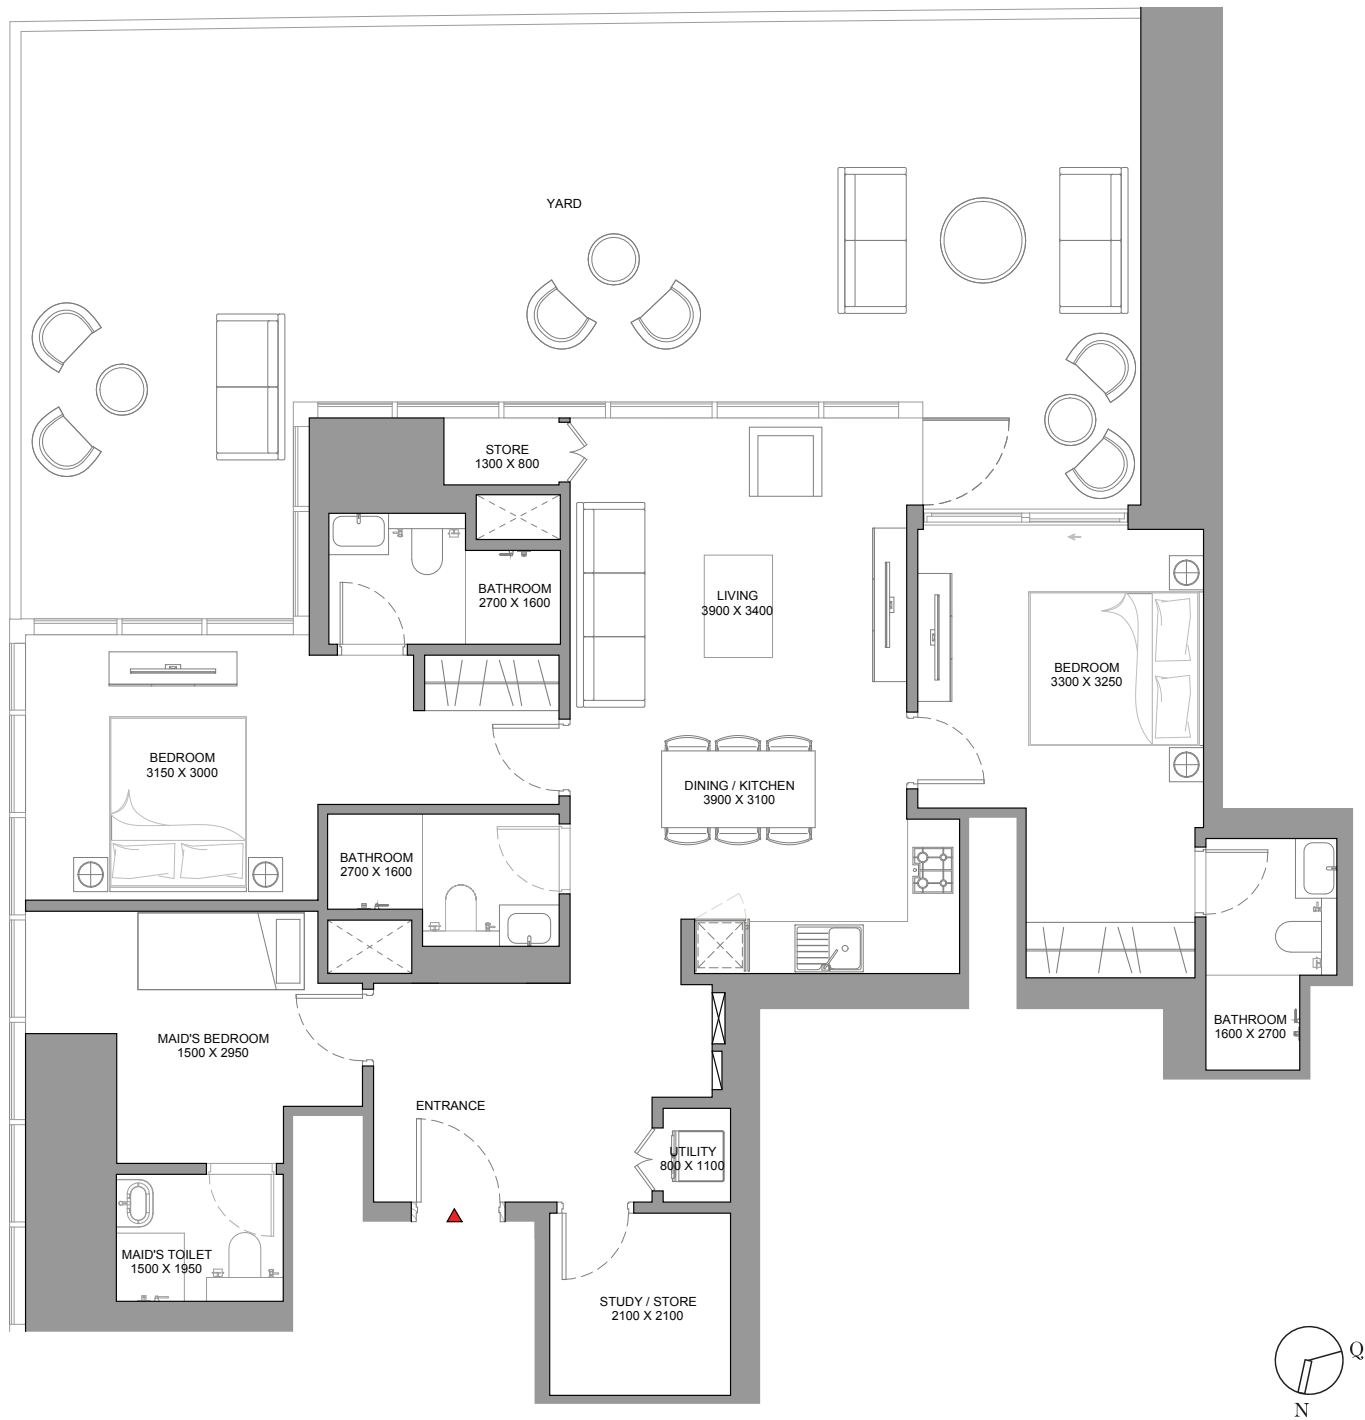 YARD
STORE
1300 X 800
BATHROOM
2700 X 1600
LIVING
3900 X 3400
BEDROOM
3300 X 3250
BEDROOM
3150 X 3000
DINING / KITCHEN
3900 X 3100
BATHROOM
2700 X 1600
MAID'S BEDROOM
1500 X 2950
BATHROOM
1600 X 2700
ENTRANCE
UTILITY
800 X 1100
MAID'S TOILET
1500 X 1950
STUDY / STORE
2100 X 2100
Q
N